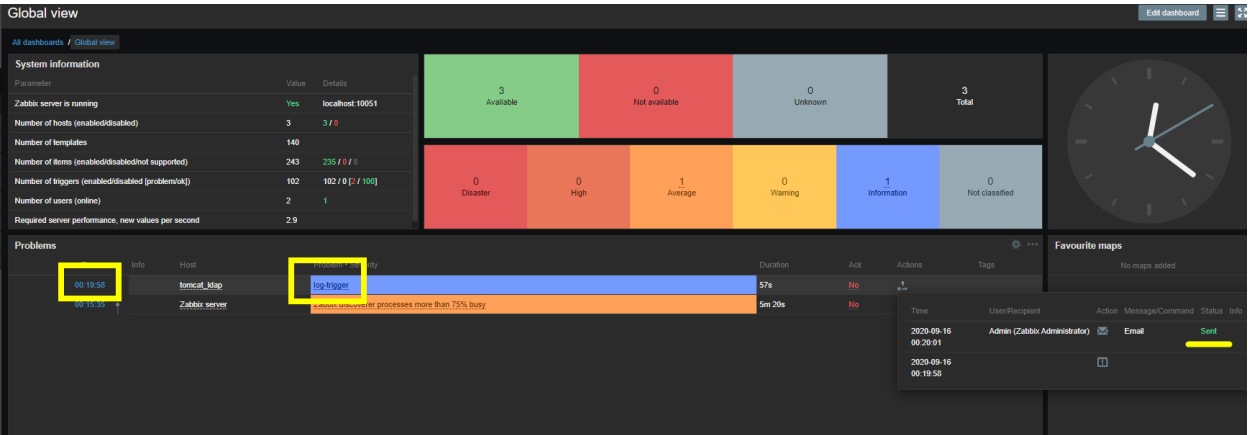 Global view
Edit dashboard
All dashboards / Global view
System information
Parameter Value Details
Zabbix server is running Yes localhost:10051
Number of hosts (enabled/disabled) 3 3 / 0
Number of templates 140
Number of items (enabled/disabled/not supported) 243 235 / 0 / 8
Number of triggers (enabled/disabled [problem/ok]) 102 102 / 0 [2 / 100]
Number of users (online) 2 1
Required server performance, new values per second 2.9
3 0 0 3
Available Not available Unknown Total
0 0 1 0 1 0
Disaster High Average Warning Information Not classified
Problems
Info Host Problem • Severity Duration Ack Actions Tags
00:19:58 tomcat_ldap log-trigger 57s No 1
00:15:35 Zabbix server Zabbix discoverer processes more than 75% busy 5m 20s No
Favourite maps
No maps added.
Time User/Recipient Action Message/Command Status Info
2020-09-16 00:20:01 Admin (Zabbix Administrator) Email Sent
2020-09-16 00:19:58